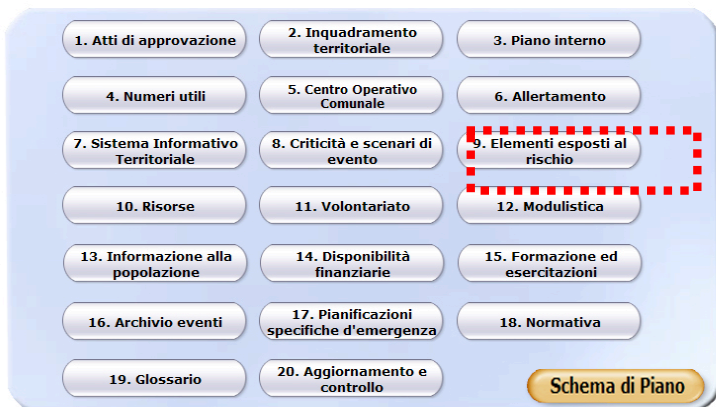 1. Atti di approvazione
2. Inquadramento
territoriale
3. Piano interno
4. Numeri utili
5. Centro Operativo
Comunale
6. Allertamento
7. Sistema Informativo
Territoriale
8. Criticità e scenari di
evento
9. Elementi esposti al
rischio
10. Risorse
11. Volontariato
12. Modulistica
13. Informazione alla
popolazione
14. Disponibilità
finanziarie
15. Formazione ed
esercitazioni
16. Archivio eventi
17. Pianificazioni
specifiche d'emergenza
18. Normativa
19. Glossario
20. Aggiornamento e
controllo
Schema di Piano